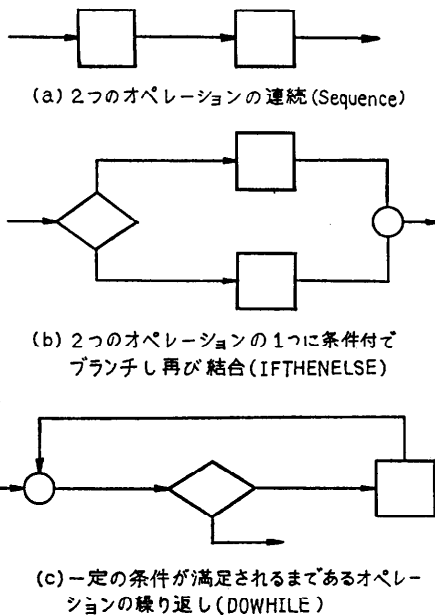 (a) 2つのオペレーションの連続(Sequence)
(b) 2つのオペレーションの1つに条件付で
ブランチし再び結合(IFTHENELSE)
(c) 一定の条件が満足されるまであるオペレー
ションの繰り返し(DOWHILE)